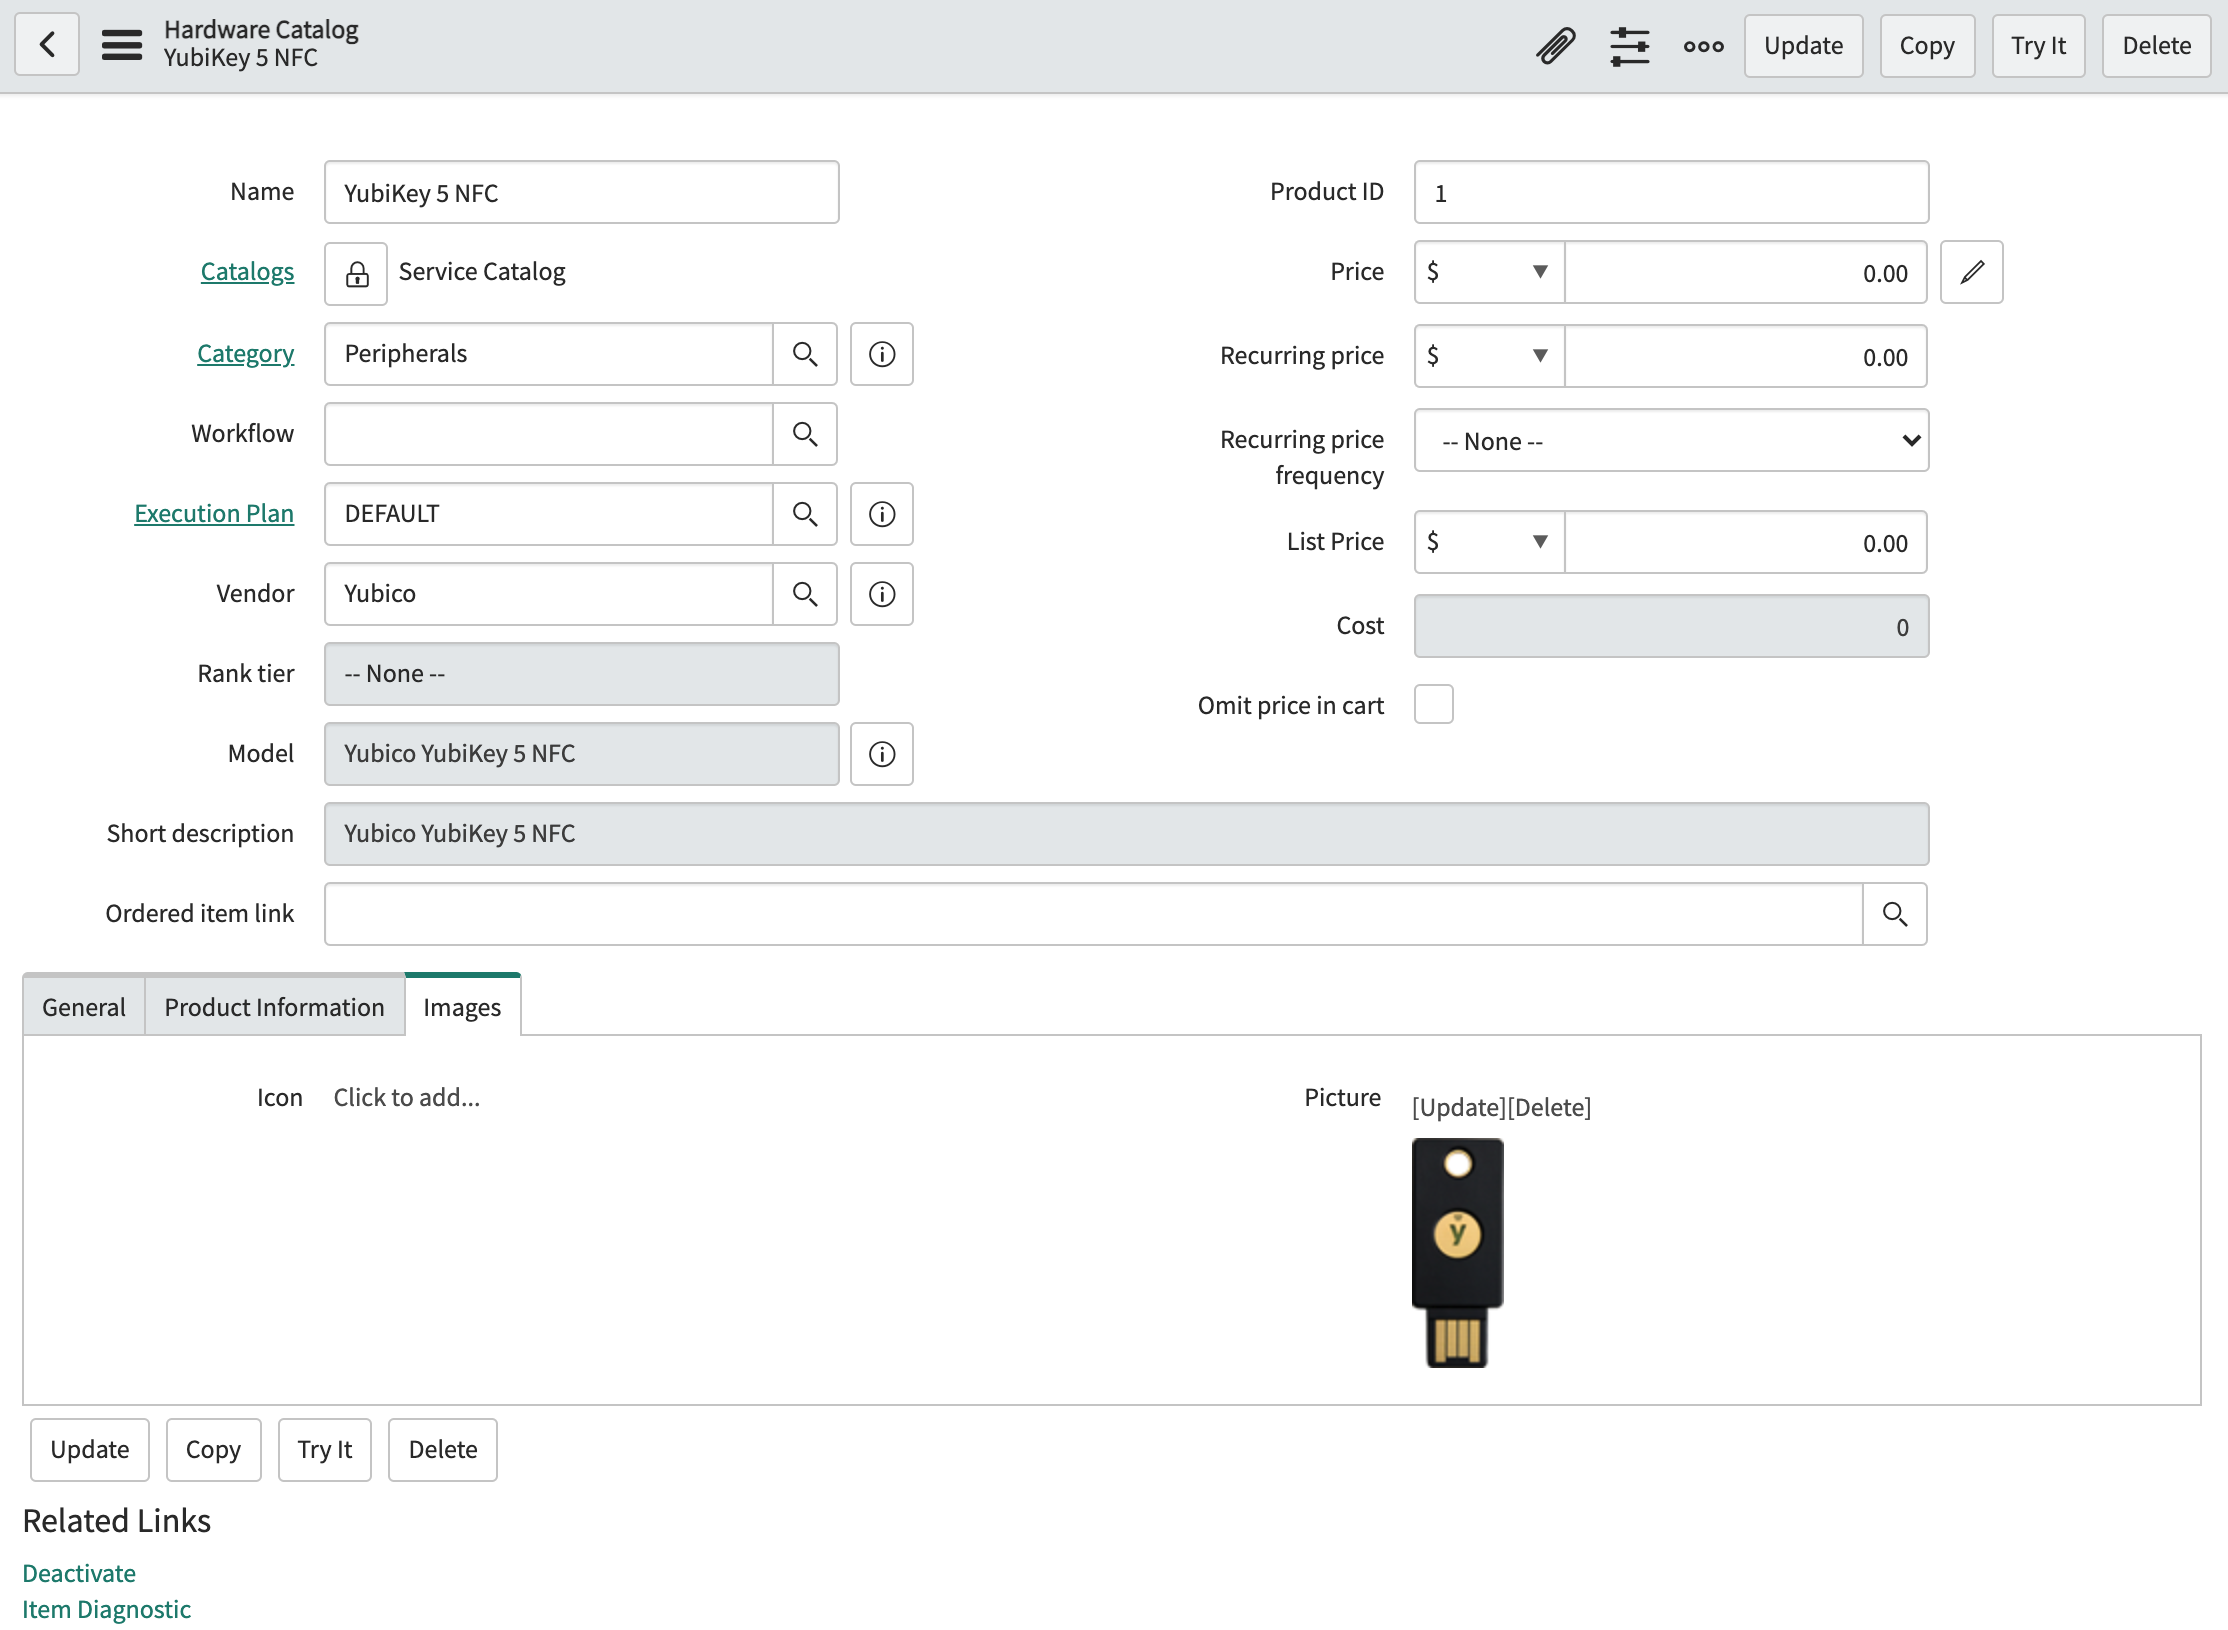 Hardware Catalog
YubiKey 5 NFC
Update Copy Try It Delete
Name YubiKey 5 NFC
Product ID 1
Catalogs Service Catalog
Price $ 0.00
Category Peripherals
Recurring price $ 0.00
Workflow
Recurring price
frequency
-- None --
Execution Plan DEFAULT
List Price $ 0.00
Vendor Yubico
Cost 0
Rank tier -- None --
Omit price in cart
Model Yubico YubiKey 5 NFC
Short description Yubico YubiKey 5 NFC
Ordered item link
General Product Information Images
Icon Click to add...
Picture [Update][Delete]
y
Update Copy Try It Delete
Related Links
Deactivate
Item Diagnostic